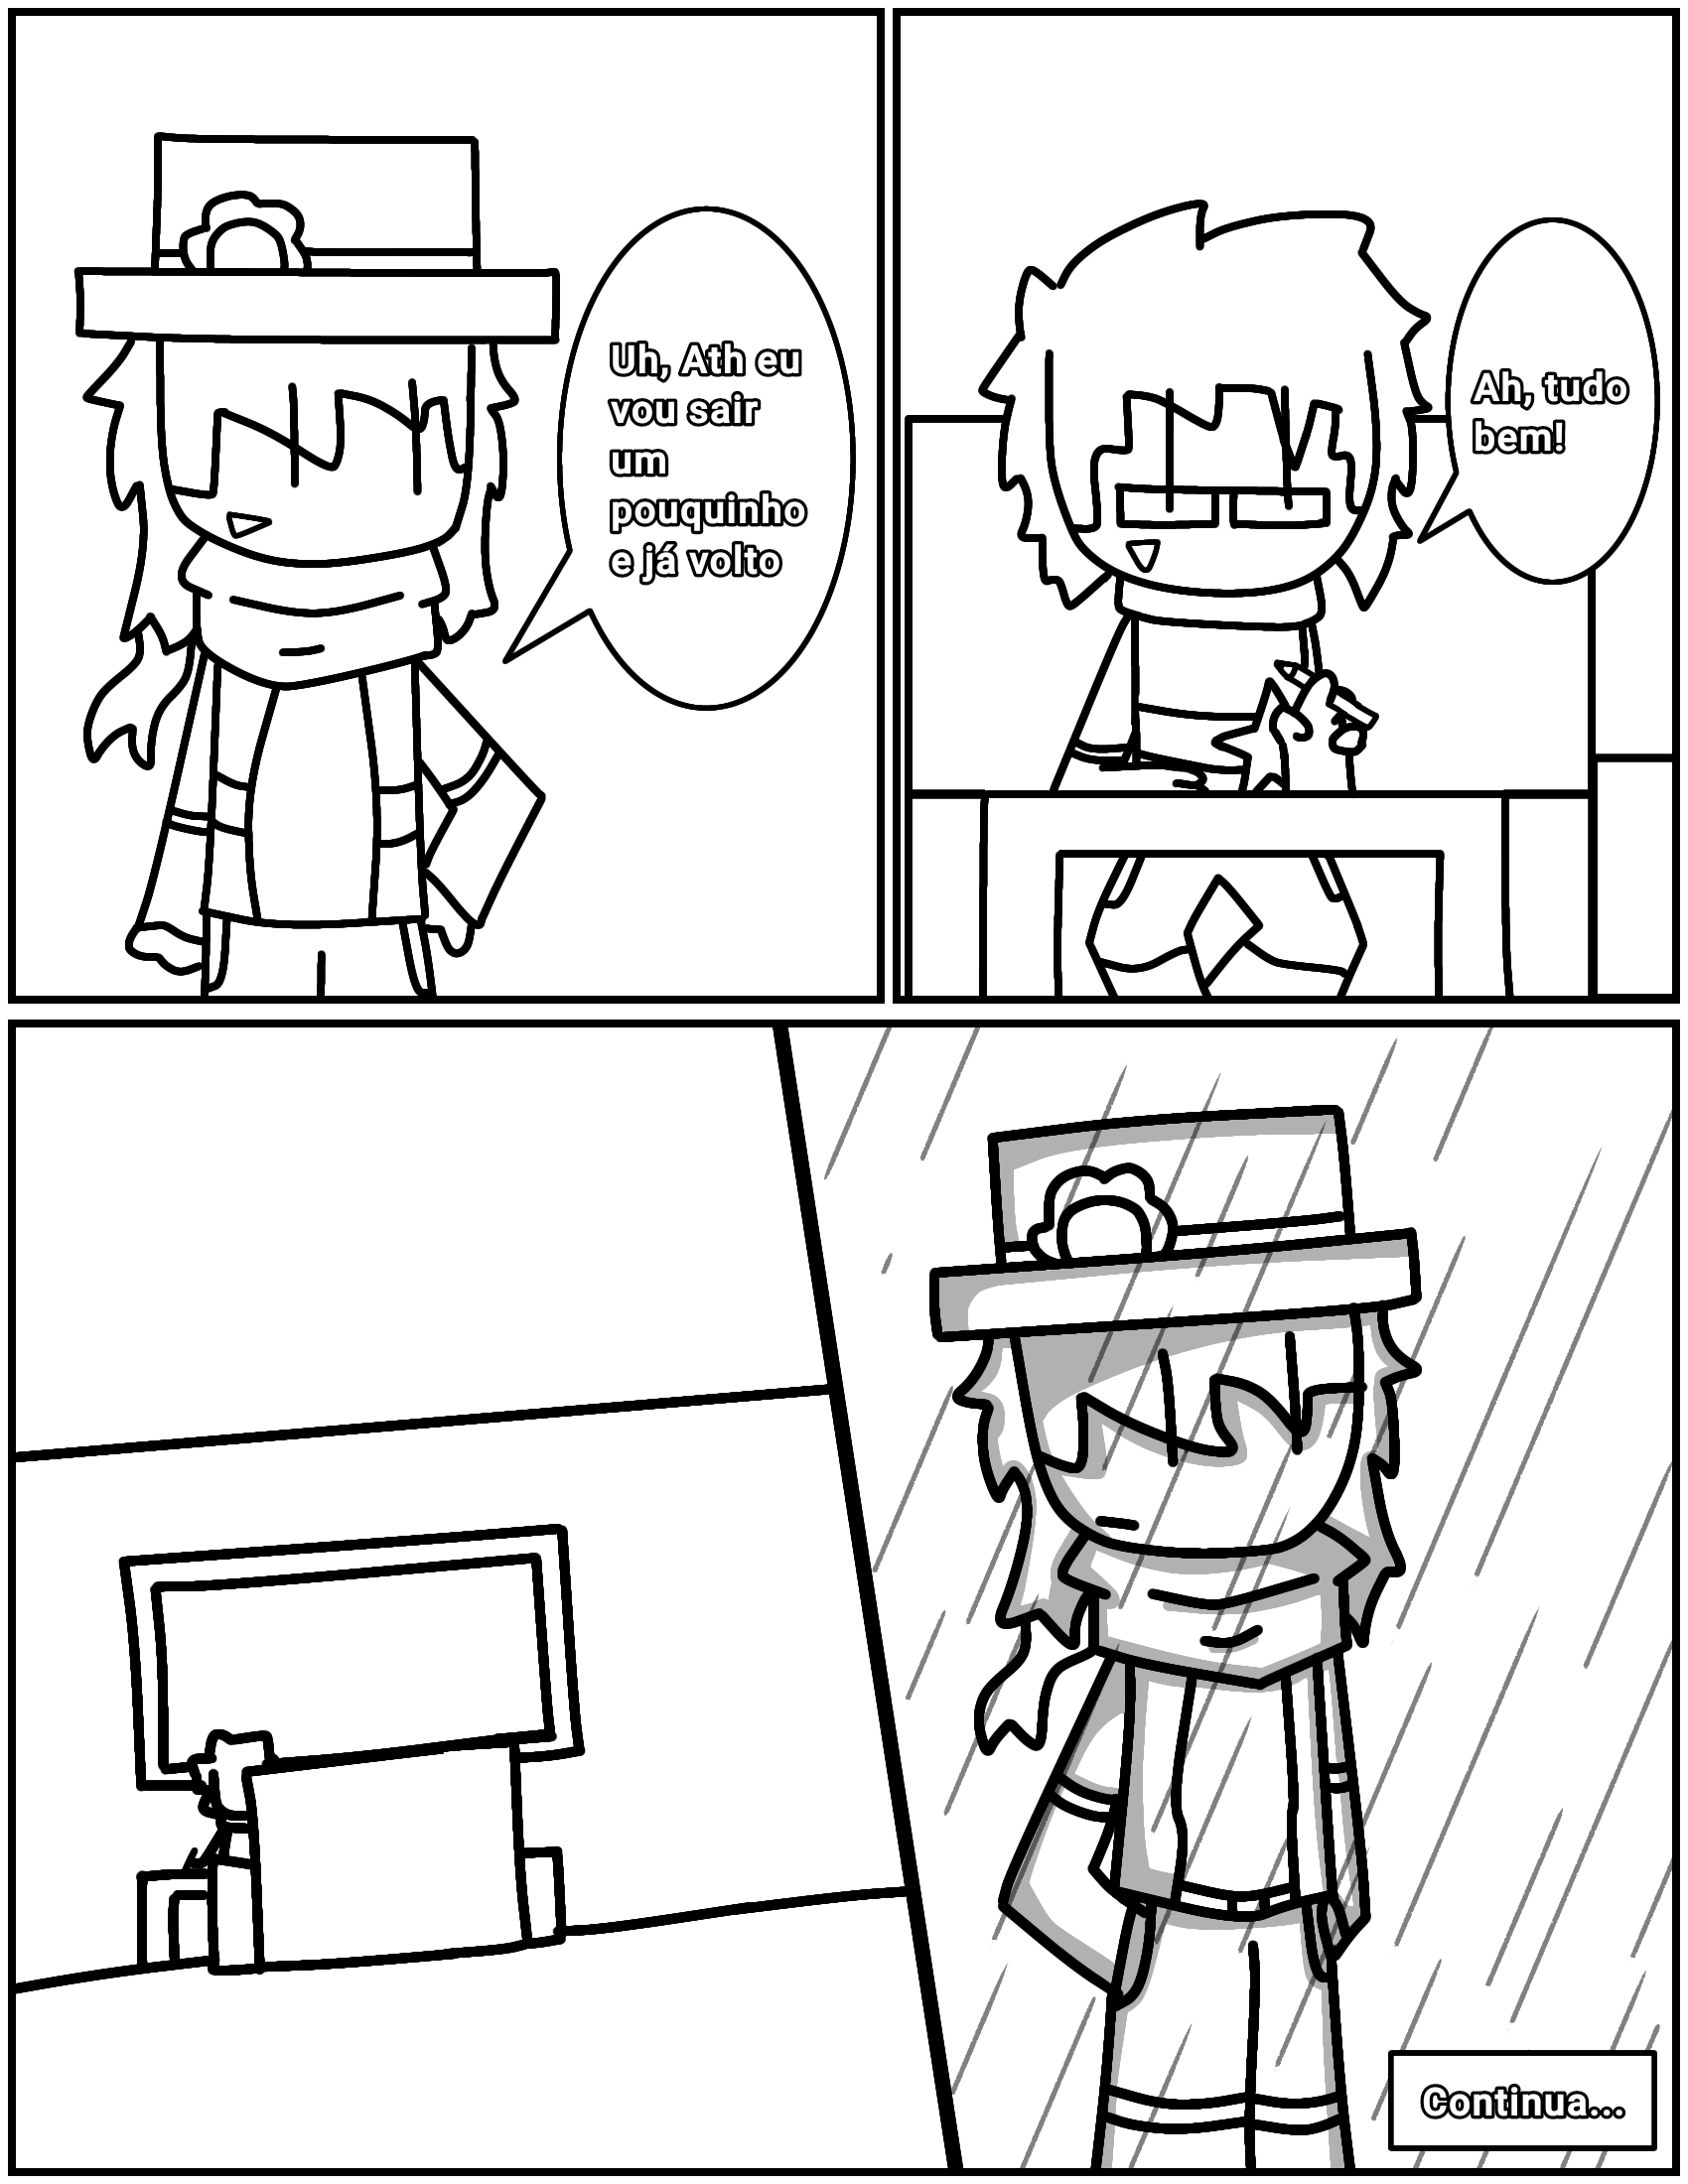 Uh, Ath eu
vou sair
um
pouquinho
e já volto
Ah, tudo
bem!
Continua...